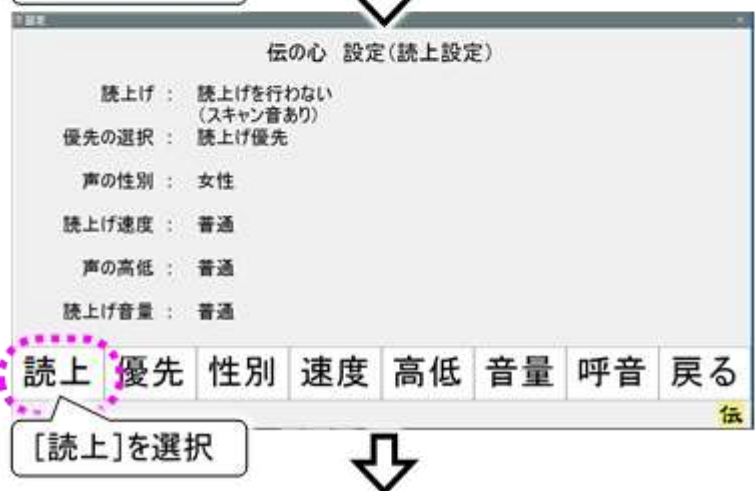 設定
伝の心 設定(読上設定)
読上げ : 読上げを行わない
(スキャン音あり)
優先の選択 : 読上げ優先
声の性別 : 女性
読上げ速度 : 普通
声の高低 : 普通
読上げ音量 : 普通
読上 優先 性別 速度 高低 音量 呼音 戻る
伝
[読上]を選択